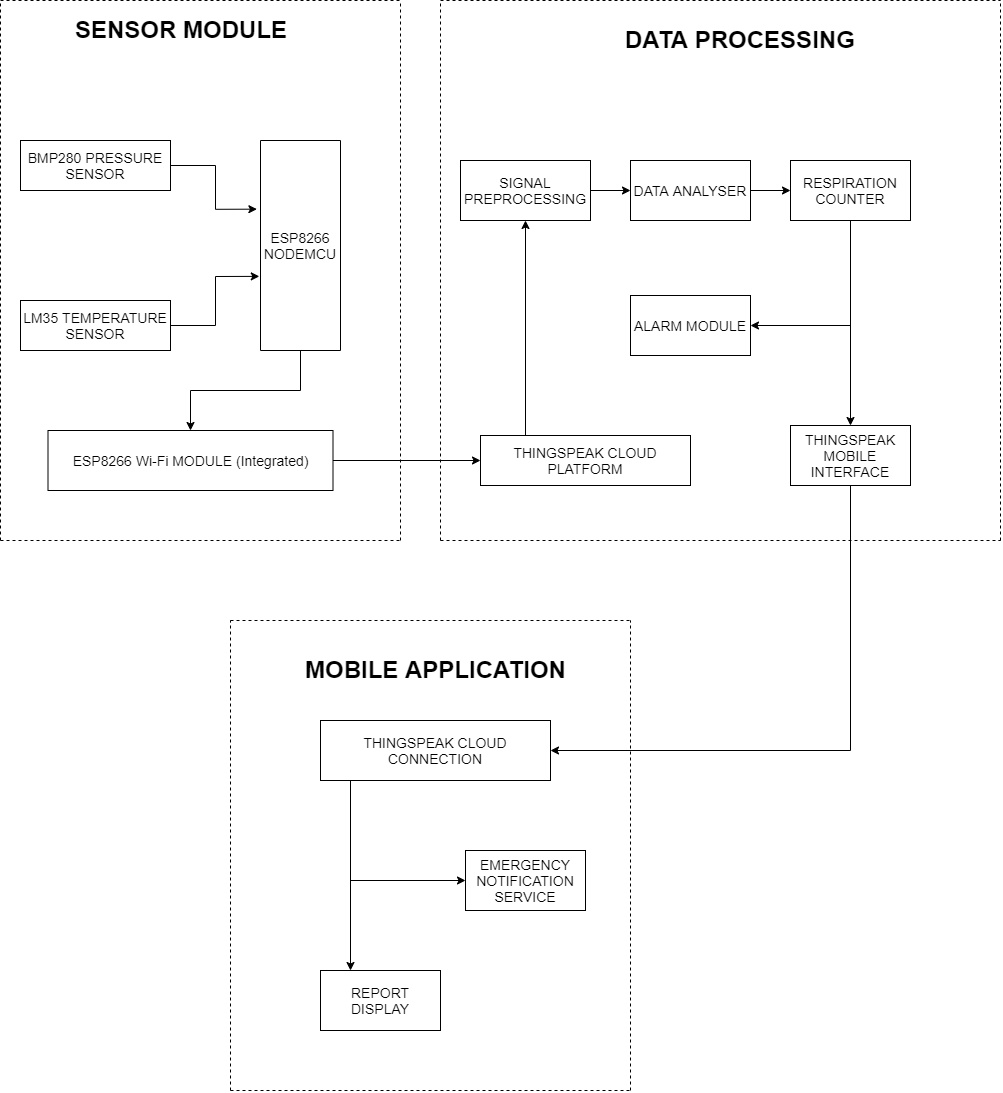 SENSOR MODULE
BMP280 PRESSURE
SENSOR
ESP8266
NODEMCU
LM35 TEMPERATURE
SENSOR
ESP8266 Wi-Fi MODULE (Integrated)
DATA PROCESSING
SIGNAL
PREPROCESSING
DATA ANALYSER
RESPIRATION
COUNTER
ALARM MODULE
THINGSPEAK CLOUD
PLATFORM
THINGSPEAK
MOBILE
INTERFACE
MOBILE APPLICATION
THINGSPEAK CLOUD
CONNECTION
EMERGENCY
NOTIFICATION
SERVICE
REPORT
DISPLAY